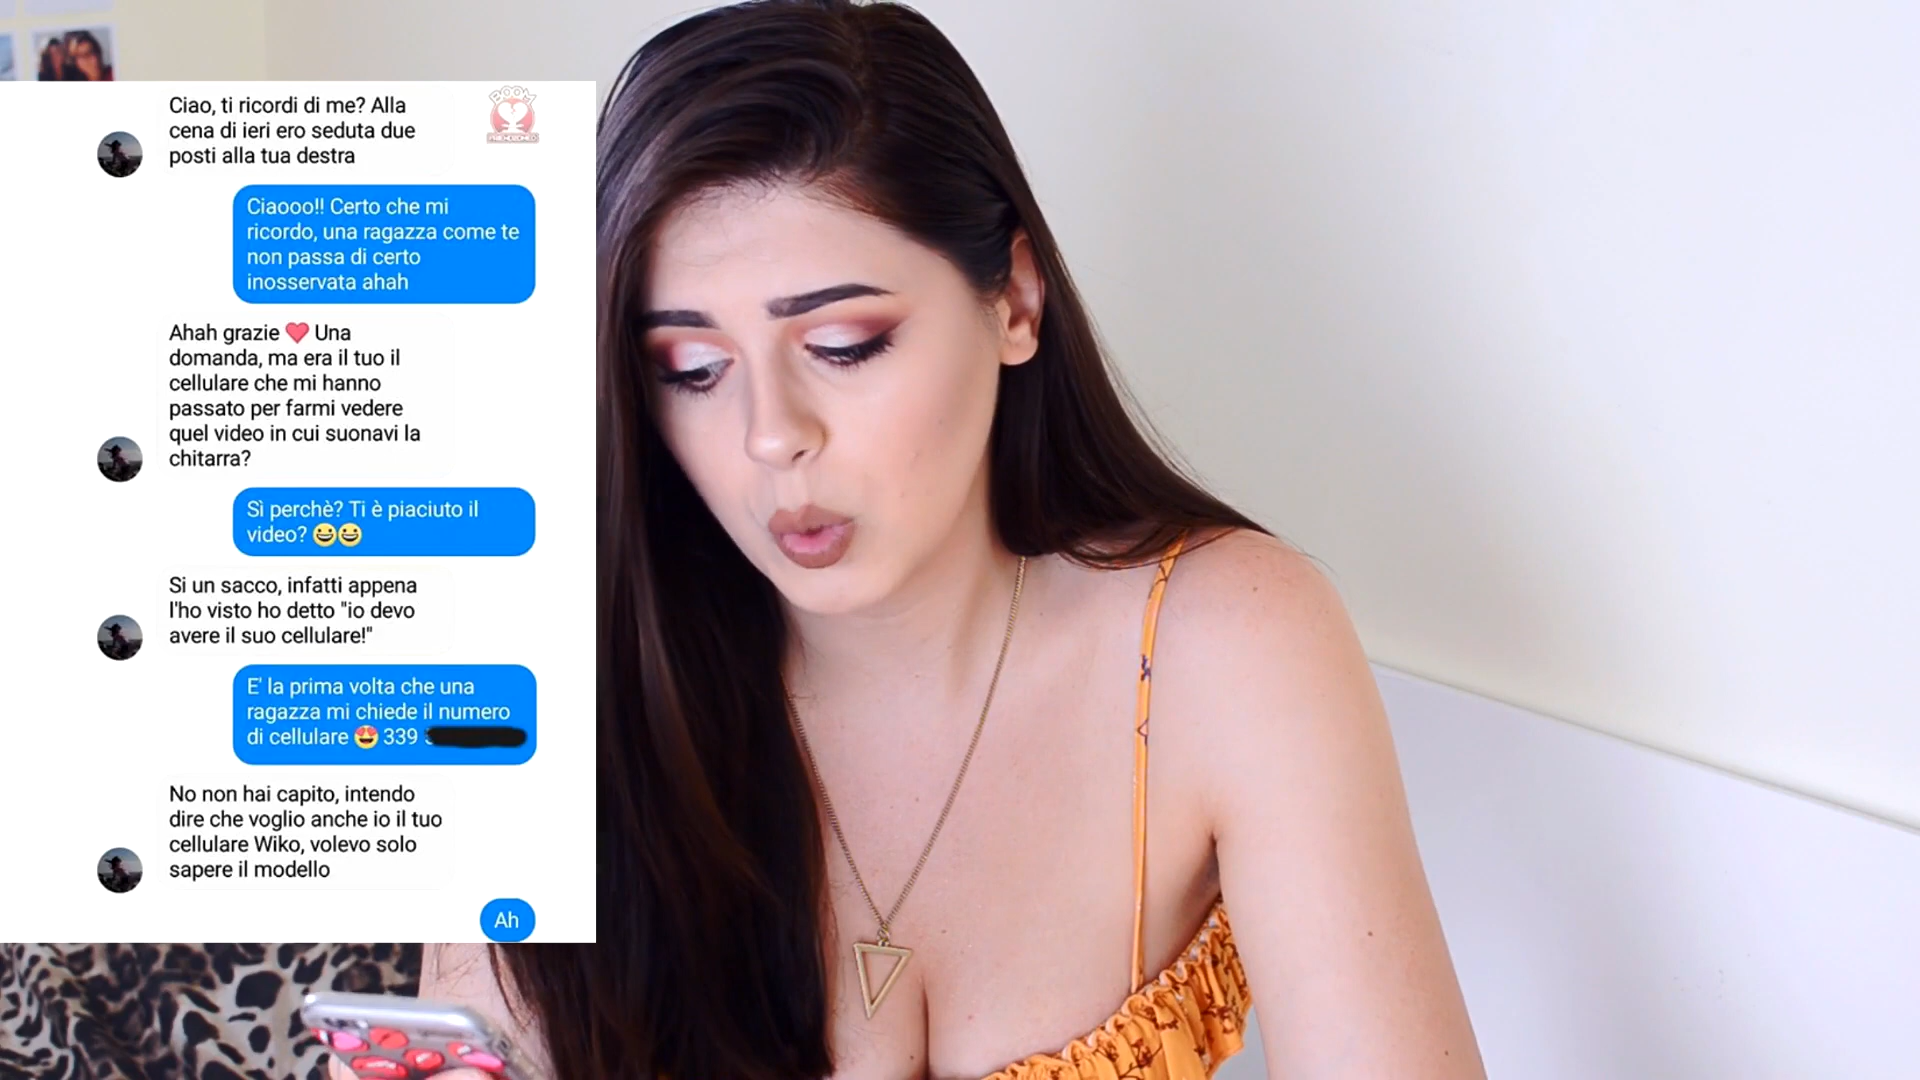 Ciao, ti ricordi di me? Alla
cena di ieri ero seduta due
posti alla tua destra
BOOM
FRIENDZONED
Ciaooo!! Certo che mi
ricordo, una ragazza come te
non passa di certo
inosservata ahah
Ahah grazie ❤️ Una
domanda, ma era il tuo il
cellulare che mi hanno
passato per farmi vedere
quel video in cui suonavi la
chitarra?
Sì perchè? Ti è piaciuto il
video? 😀😀
Si un sacco, infatti appena
l'ho visto ho detto "io devo
avere il suo cellulare!"
E' la prima volta che una
ragazza mi chiede il numero
di cellulare 😍 339
No non hai capito, intendo
dire che voglio anche io il tuo
cellulare Wiko, volevo solo
sapere il modello
Ah